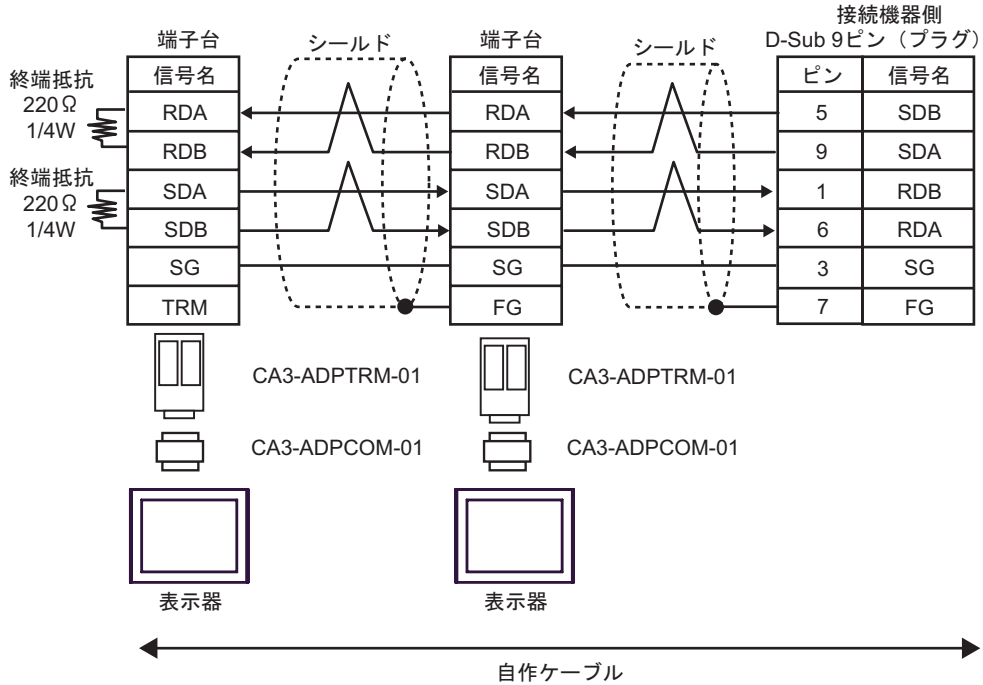 接続機器側
端子台 シールド 端子台 シールド D-Sub 9ピン（プラグ）
終端抵抗
220Ω
1/4W
終端抵抗
220Ω
1/4W
信号名
RDA
RDB
SDA
SDB
SG
TRM
信号名
RDA
RDB
SDA
SDB
SG
FG
ピン 信号名
5 SDB
9 SDA
1 RDB
6 RDA
3 SG
7 FG
CA3-ADPTRM-01 CA3-ADPTRM-01
CA3-ADPCOM-01 CA3-ADPCOM-01
表示器 表示器
自作ケーブル